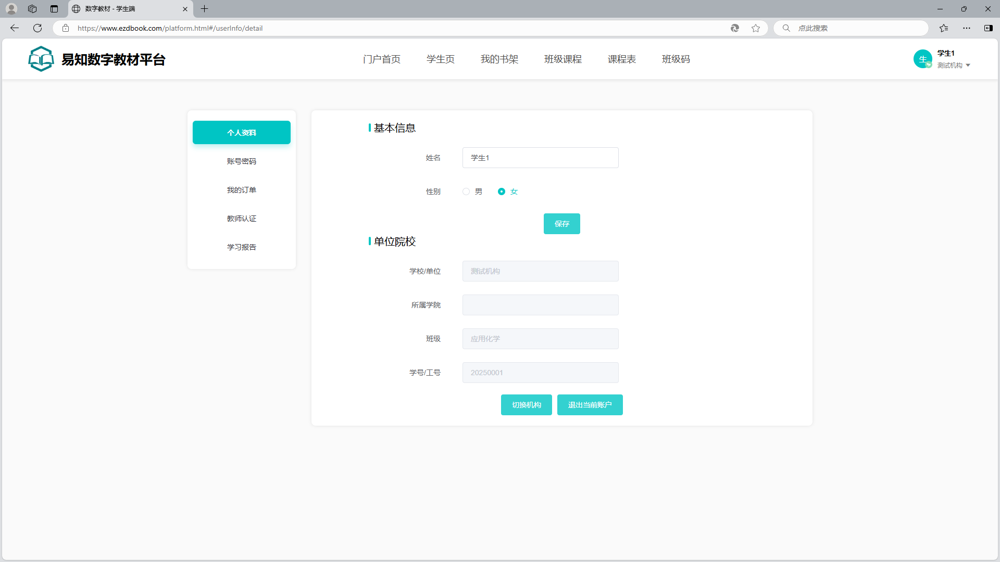 数字教材 - 学生端
https://www.ezdbook.com/platform.html#/userInfo/detail
点此搜索
易知数字教材平台
门户首页
学生页
我的书架
班级课程
课程表
班级码
生
学生1
测试机构
个人资料
账号密码
我的订单
教师认证
学习报告
基本信息
姓名
学生1
性别
男
女
保存
单位院校
学校/单位
测试机构
所属学院
班级
应用化学
学号/工号
20250001
切换机构
退出当前账户